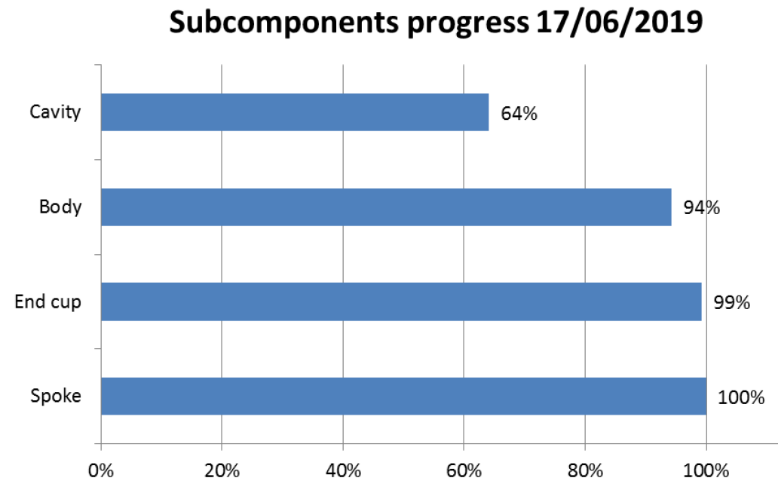 Subcomponents progress 17/06/2019
Cavity 64%
Body 94%
End cup 99%
Spoke 100%
0% 20% 40% 60% 80% 100%